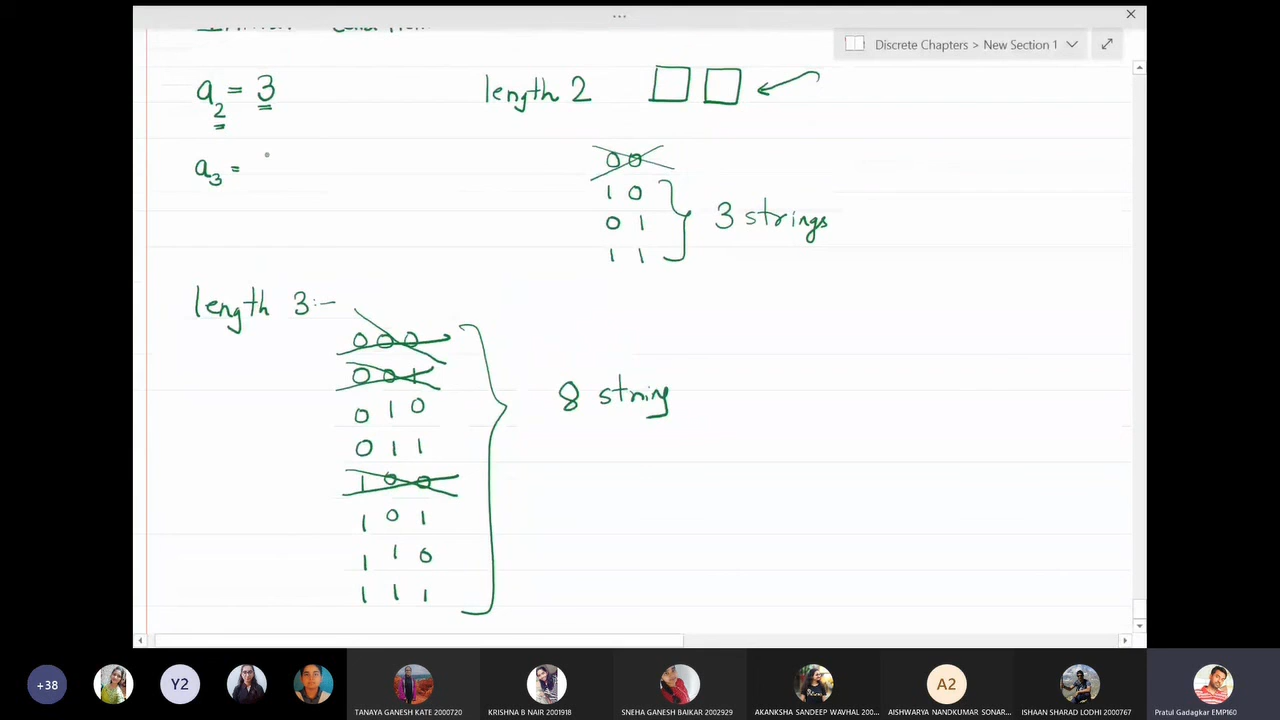 Discrete Chapters > New Section 1
a2 = 3
length 2
a3 =
00
10
01
11
3 strings
length 3:-
000
001
010
011
100
101
110
111
8 string
+38
Y2
A2
TANAYA GANESH KATE 2000720
KRISHNA B NAIR 2001918
SNEHA GANESH BAIKAR 2002929
AKANKSHA SANDEEP WAVHAL 200...
AISHWARYA NANDKUMAR SONAR...
ISHAAN SHARAD LODHI 2000767
Pratul Gadagkar EMP160